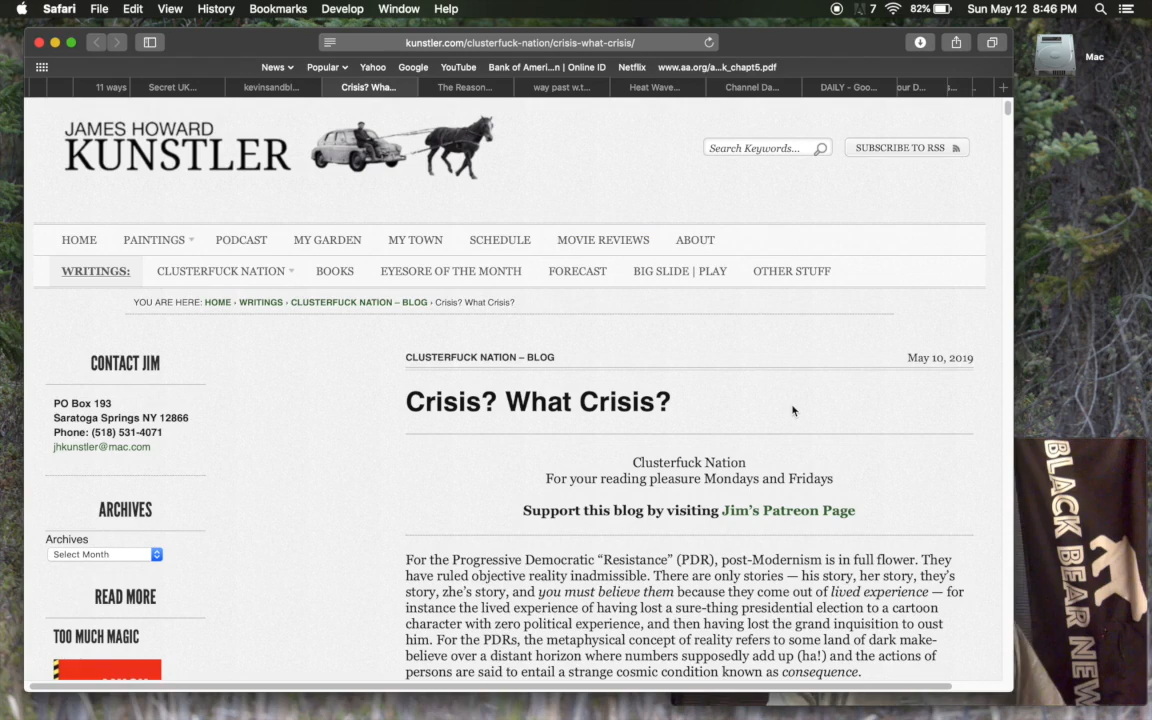 Safari File Edit View History Bookmarks Develop Window Help 7 82% Sun May 12 8:46 PM
kunstler.com/clusterfuck-nation/crisis-what-crisis/
Mac
News Popular Yahoo Google YouTube Bank of Ameri...n | Online ID Netflix www.aa.org/a...k_chapt5.pdf
11 ways Secret UK... kevinsandbl... Crisis? Wha... The Reason... way past w.t... Heat Wave... Channel Da... DAILY - Goo... our D... s...
JAMES HOWARD
KUNSTLER
Search Keywords... SUBSCRIBE TO RSS
HOME PAINTINGS PODCAST MY GARDEN MY TOWN SCHEDULE MOVIE REVIEWS ABOUT
WRITINGS: CLUSTERFUCK NATION BOOKS EYESORE OF THE MONTH FORECAST BIG SLIDE | PLAY OTHER STUFF
YOU ARE HERE: HOME › WRITINGS › CLUSTERFUCK NATION – BLOG › Crisis? What Crisis?
CONTACT JIM
PO Box 193
Saratoga Springs NY 12866
Phone: (518) 531-4071
jhkunstler@mac.com
ARCHIVES
Archives
Select Month
READ MORE
TOO MUCH MAGIC
CLUSTERFUCK NATION – BLOG May 10, 2019
Crisis? What Crisis?
Clusterfuck Nation
For your reading pleasure Mondays and Fridays
Support this blog by visiting Jim's Patreon Page
For the Progressive Democratic “Resistance” (PDR), post-Modernism is in full flower. They
have ruled objective reality inadmissible. There are only stories — his story, her story, they’s
story, zhe’s story, and you must believe them because they come out of lived experience — for
instance the lived experience of having lost a sure-thing presidential election to a cartoon
character with zero political experience, and then having lost the grand inquisition to oust
him. For the PDRs, the metaphysical concept of reality refers to some land of dark make-
believe over a distant horizon where numbers supposedly add up (ha!) and the actions of
persons are said to entail a strange cosmic condition known as consequence.
BLACK BEAR NEW